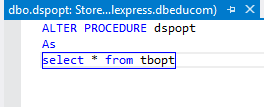 dbo.dspopt: Store...lexpress.dbeducom)
ALTER PROCEDURE dspopt
As
select * from tbopt